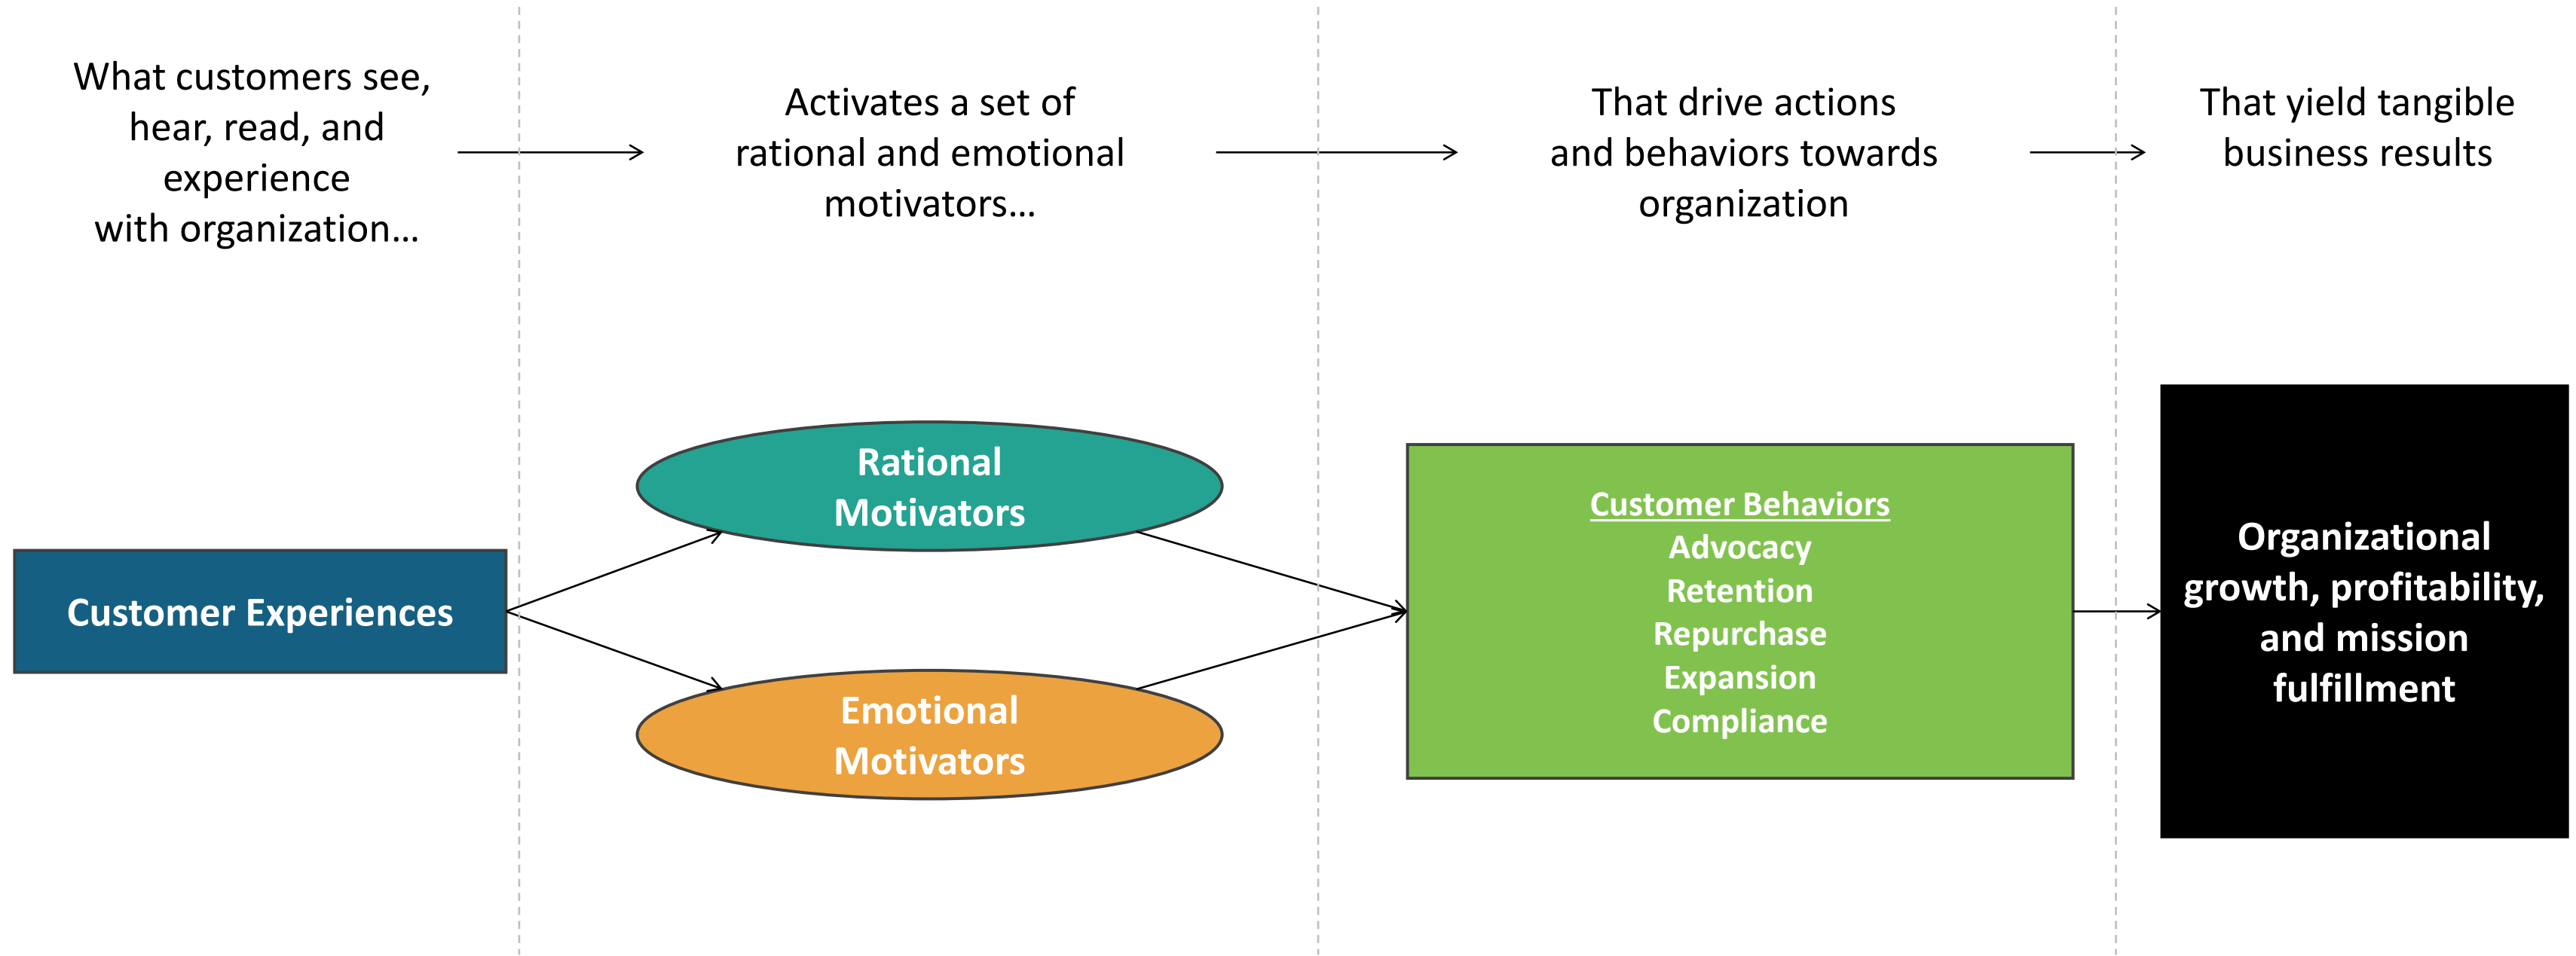 What customers see,
hear, read, and
experience
with organization...
Activates a set of
rational and emotional
motivators...
That drive actions
and behaviors towards
organization
That yield tangible
business results
Customer Experiences
Rational
Motivators
Emotional
Motivators
Customer Behaviors
Advocacy
Retention
Repurchase
Expansion
Compliance
Organizational
growth, profitability,
and mission
fulfillment